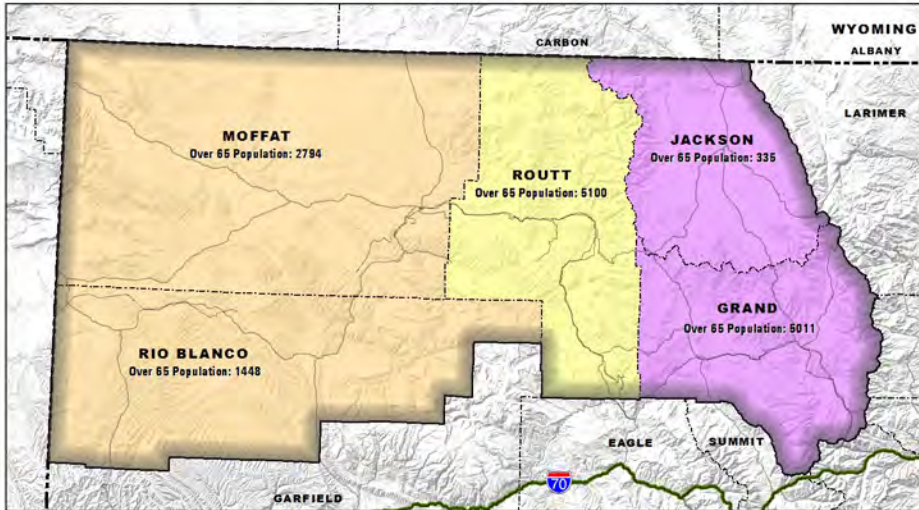 WYOMING
CARBON
ALBANY
LARIMER
MOFFAT
Over 65 Population: 2794
JACKSON
Over 65 Population: 335
ROUTT
Over 65 Population: 5100
GRAND
Over 65 Population: 5011
RIO BLANCO
Over 65 Population: 1448
EAGLE
SUMMIT
70
GARFIELD